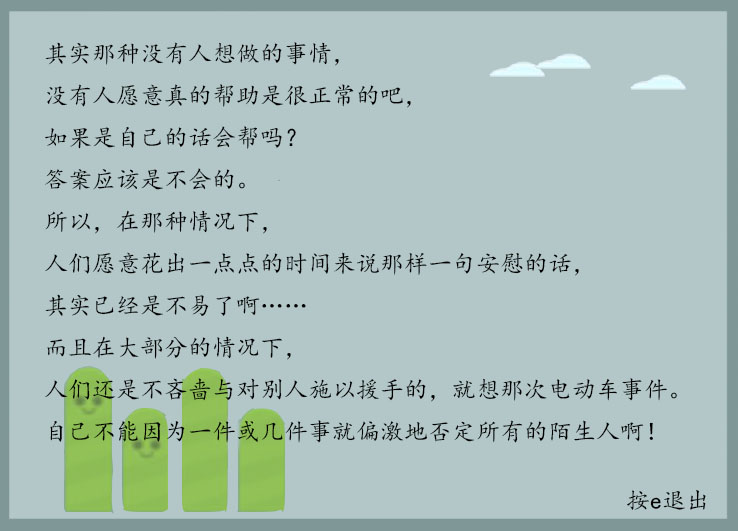 其实那种没有人想做的事情，
没有人愿意真的帮助是很正常的吧，
如果是自己的话会帮吗？
答案应该是不会的。
所以，在那种情况下，
人们愿意花出一点点的时间来说那样一句安慰的话，
其实已经是不易了啊……
而且在大部分的情况下，
人们还是不吝啬与对别人施以援手的，就想那次电动车事件。
自己不能因为一件或几件事就偏激地否定所有的陌生人啊！
按e退出